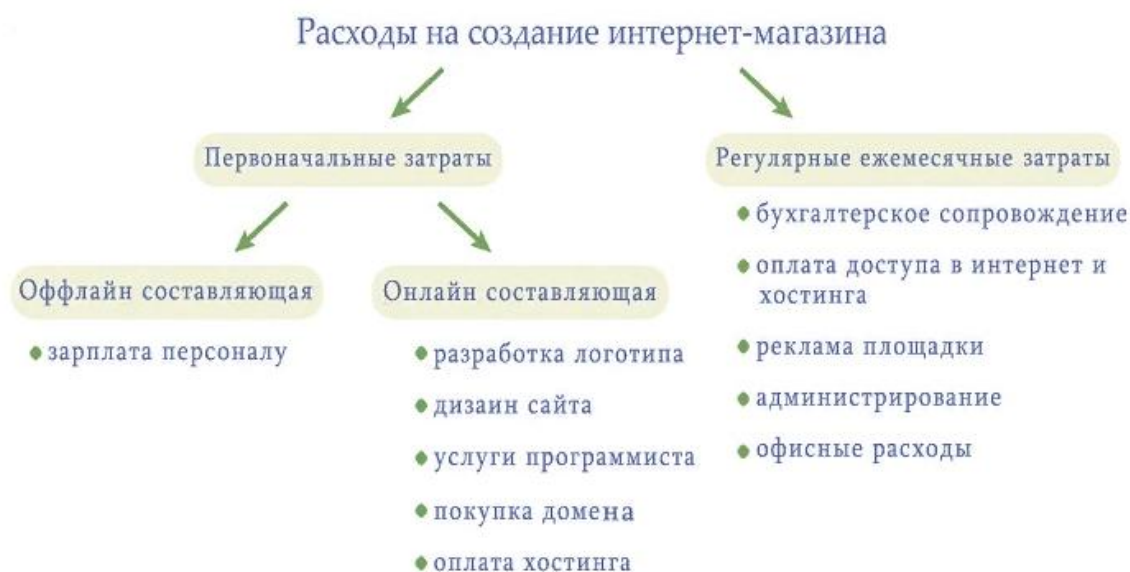 Расходы на создание интернет-магазина
Первоначальные затраты
Регулярные ежемесячные затраты
Оффлайн составляющая
зарплата персоналу
Онлайн составляющая
разработка логотипа
дизаин сайта
услуги программиста
покупка домена
оплата хостинга
бухгалтерское сопровождение
оплата доступа в интернет и
хостинга
реклама площадки
администрирование
офисные расходы